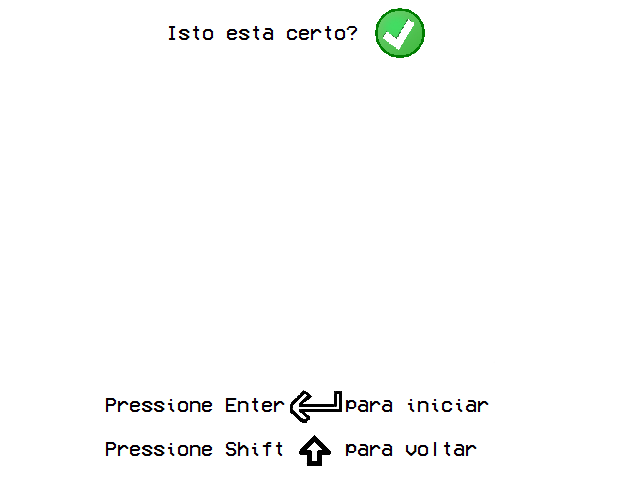 Isto esta certo?
Pressione Enter para iniciar
Pressione Shift para voltar